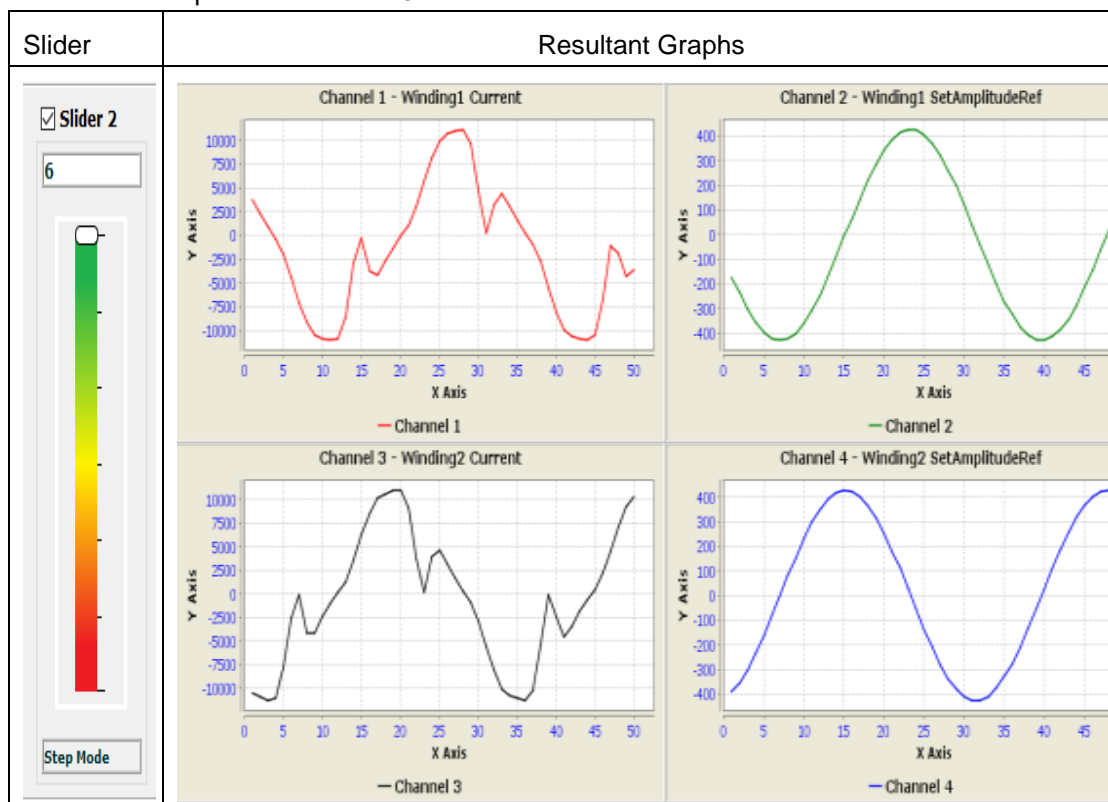 Slider
Resultant Graphs
Slider 2
6
Step Mode
Channel 1 - Winding1 Current
10000
7500
5000
2500
0
-2500
-5000
-7500
-10000
Y Axis
0 5 10 15 20 25 30 35 40 45 50
X Axis
Channel 1
Channel 2 - Winding1 SetAmplitudeRef
400
300
200
100
0
-100
-200
-300
-400
Y Axis
0 5 10 15 20 25 30 35 40 45
X Axis
Channel 2
Channel 3 - Winding2 Current
10000
7500
5000
2500
0
-2500
-5000
-7500
-10000
Y Axis
0 5 10 15 20 25 30 35 40 45 50
X Axis
Channel 3
Channel 4 - Winding2 SetAmplitudeRef
400
300
200
100
0
-100
-200
-300
-400
Y Axis
0 5 10 15 20 25 30 35 40 45
X Axis
Channel 4